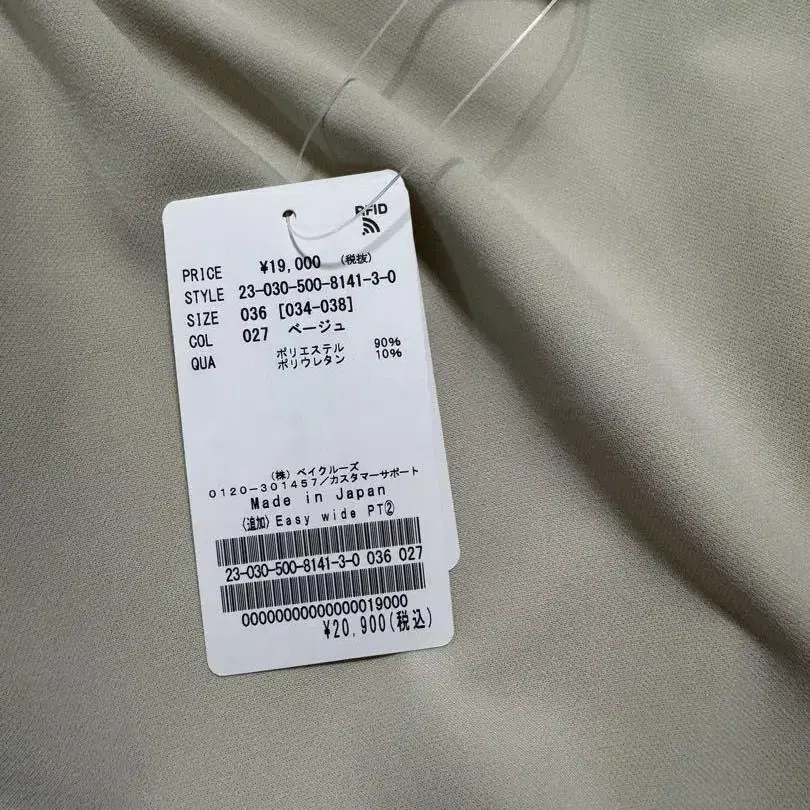 RFID
PRICE ¥19,000 (税抜)
STYLE 23-030-500-8141-3-0
SIZE 036 [034-038]
COL 027 ベージュ
QUA ポリエステル 90%
ポリウレタン 10%
(株) ベイクルーズ
0120-301457/カスタマーサポート
Made in Japan
(追加) Easy wide PT②
23-030-500-8141-3-0 036 027
00000000000000019000
¥20,900(税込)